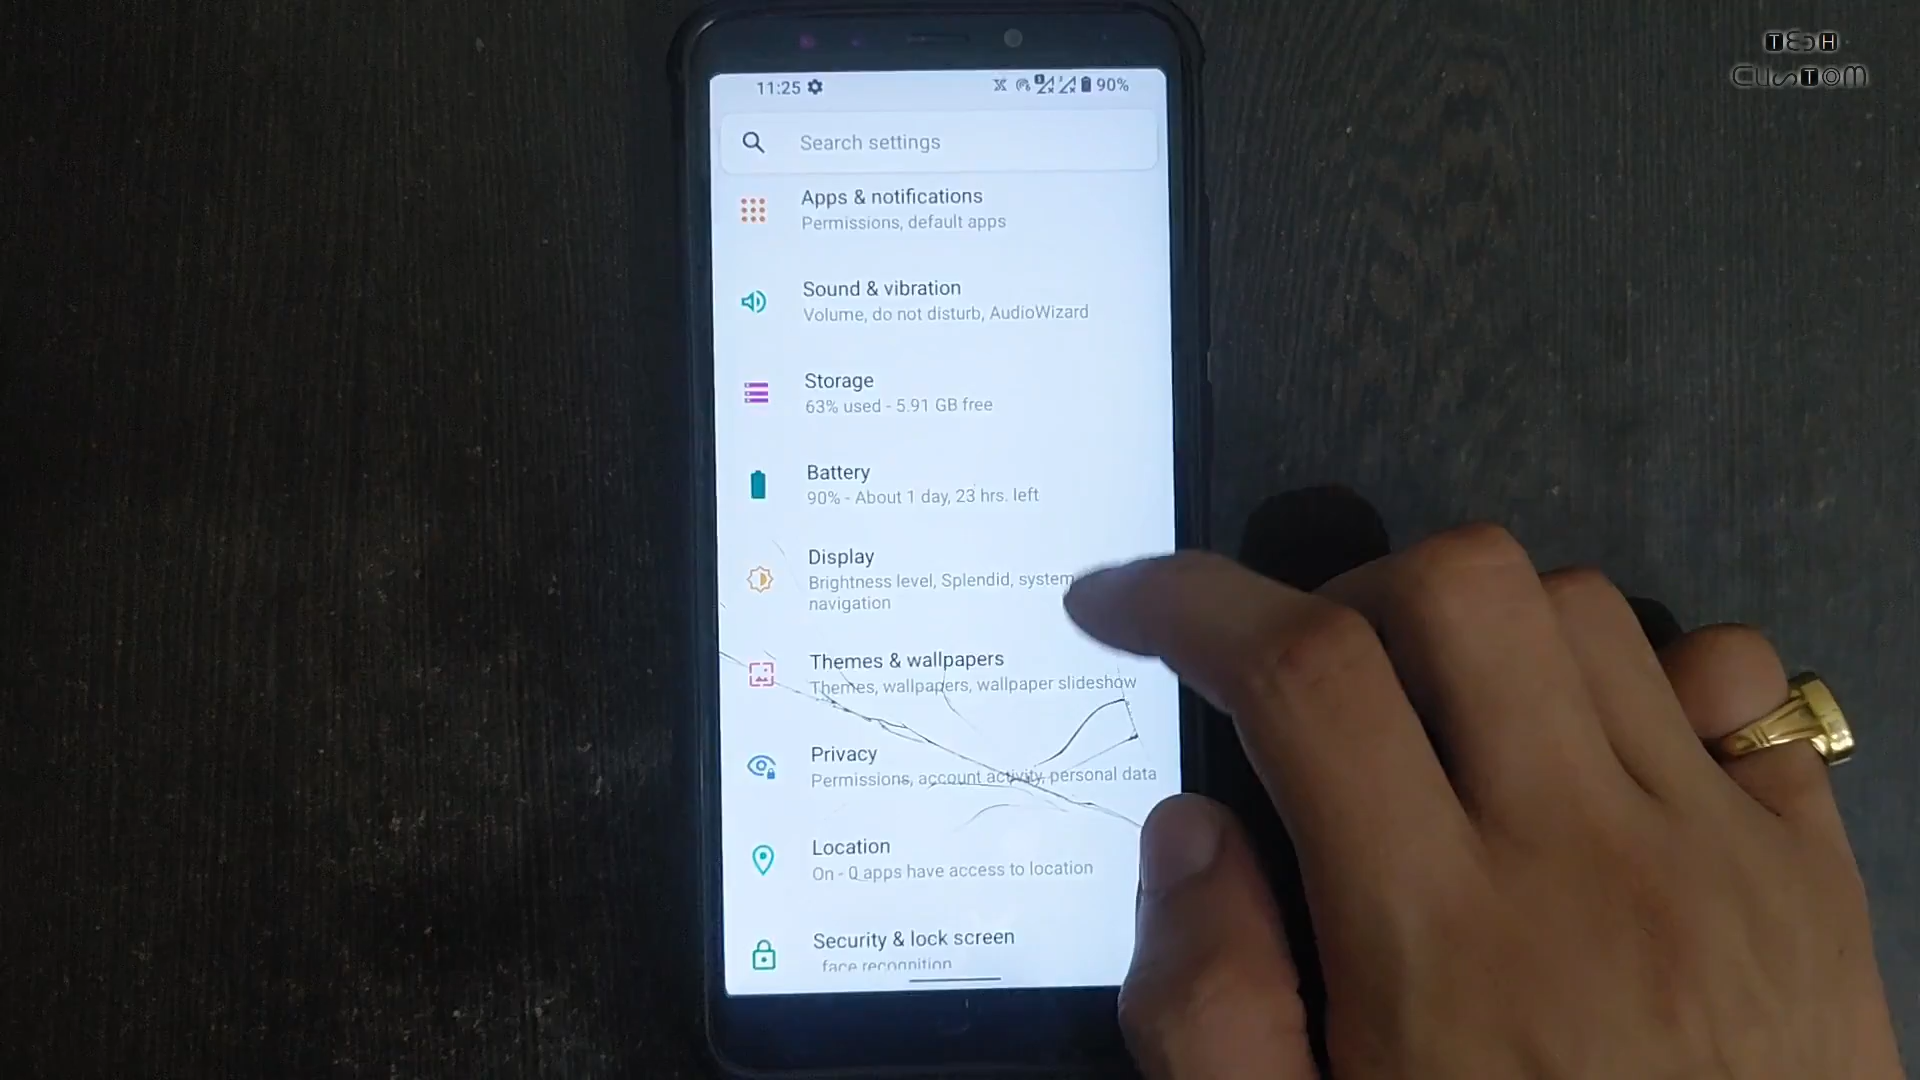 11:25
90%
TECH
CusTOM
Search settings
Apps & notifications
Permissions, default apps
Sound & vibration
Volume, do not disturb, AudioWizard
Storage
63% used - 5.91 GB free
Battery
90% - About 1 day, 23 hrs. left
Display
Brightness level, Splendid, system
navigation
Themes & wallpapers
Themes, wallpapers, wallpaper slideshow
Privacy
Permissions, account activity, personal data
Location
On - 0 apps have access to location
Security & lock screen
face recognition